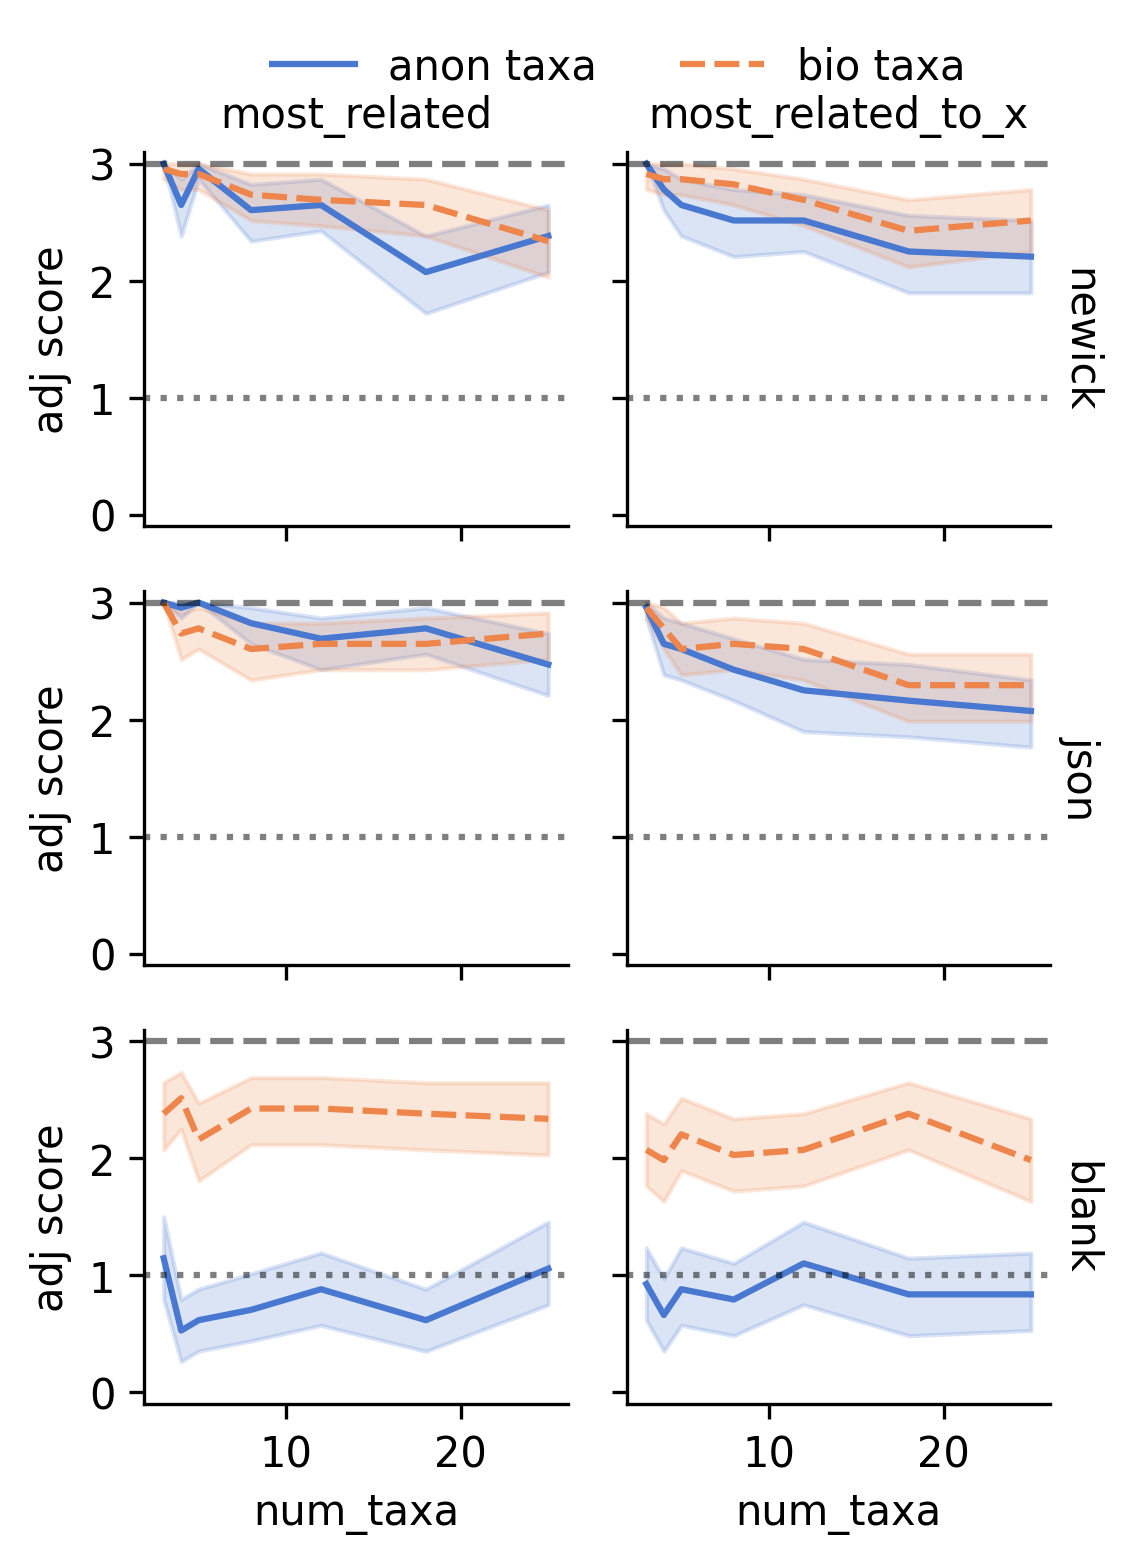 anon taxa bio taxa
most_related most_related_to_x
3
2
1
0
adj score
newick
3
2
1
0
adj score
json
3
2
1
0
adj score
blank
10 20 10 20
num_taxa num_taxa